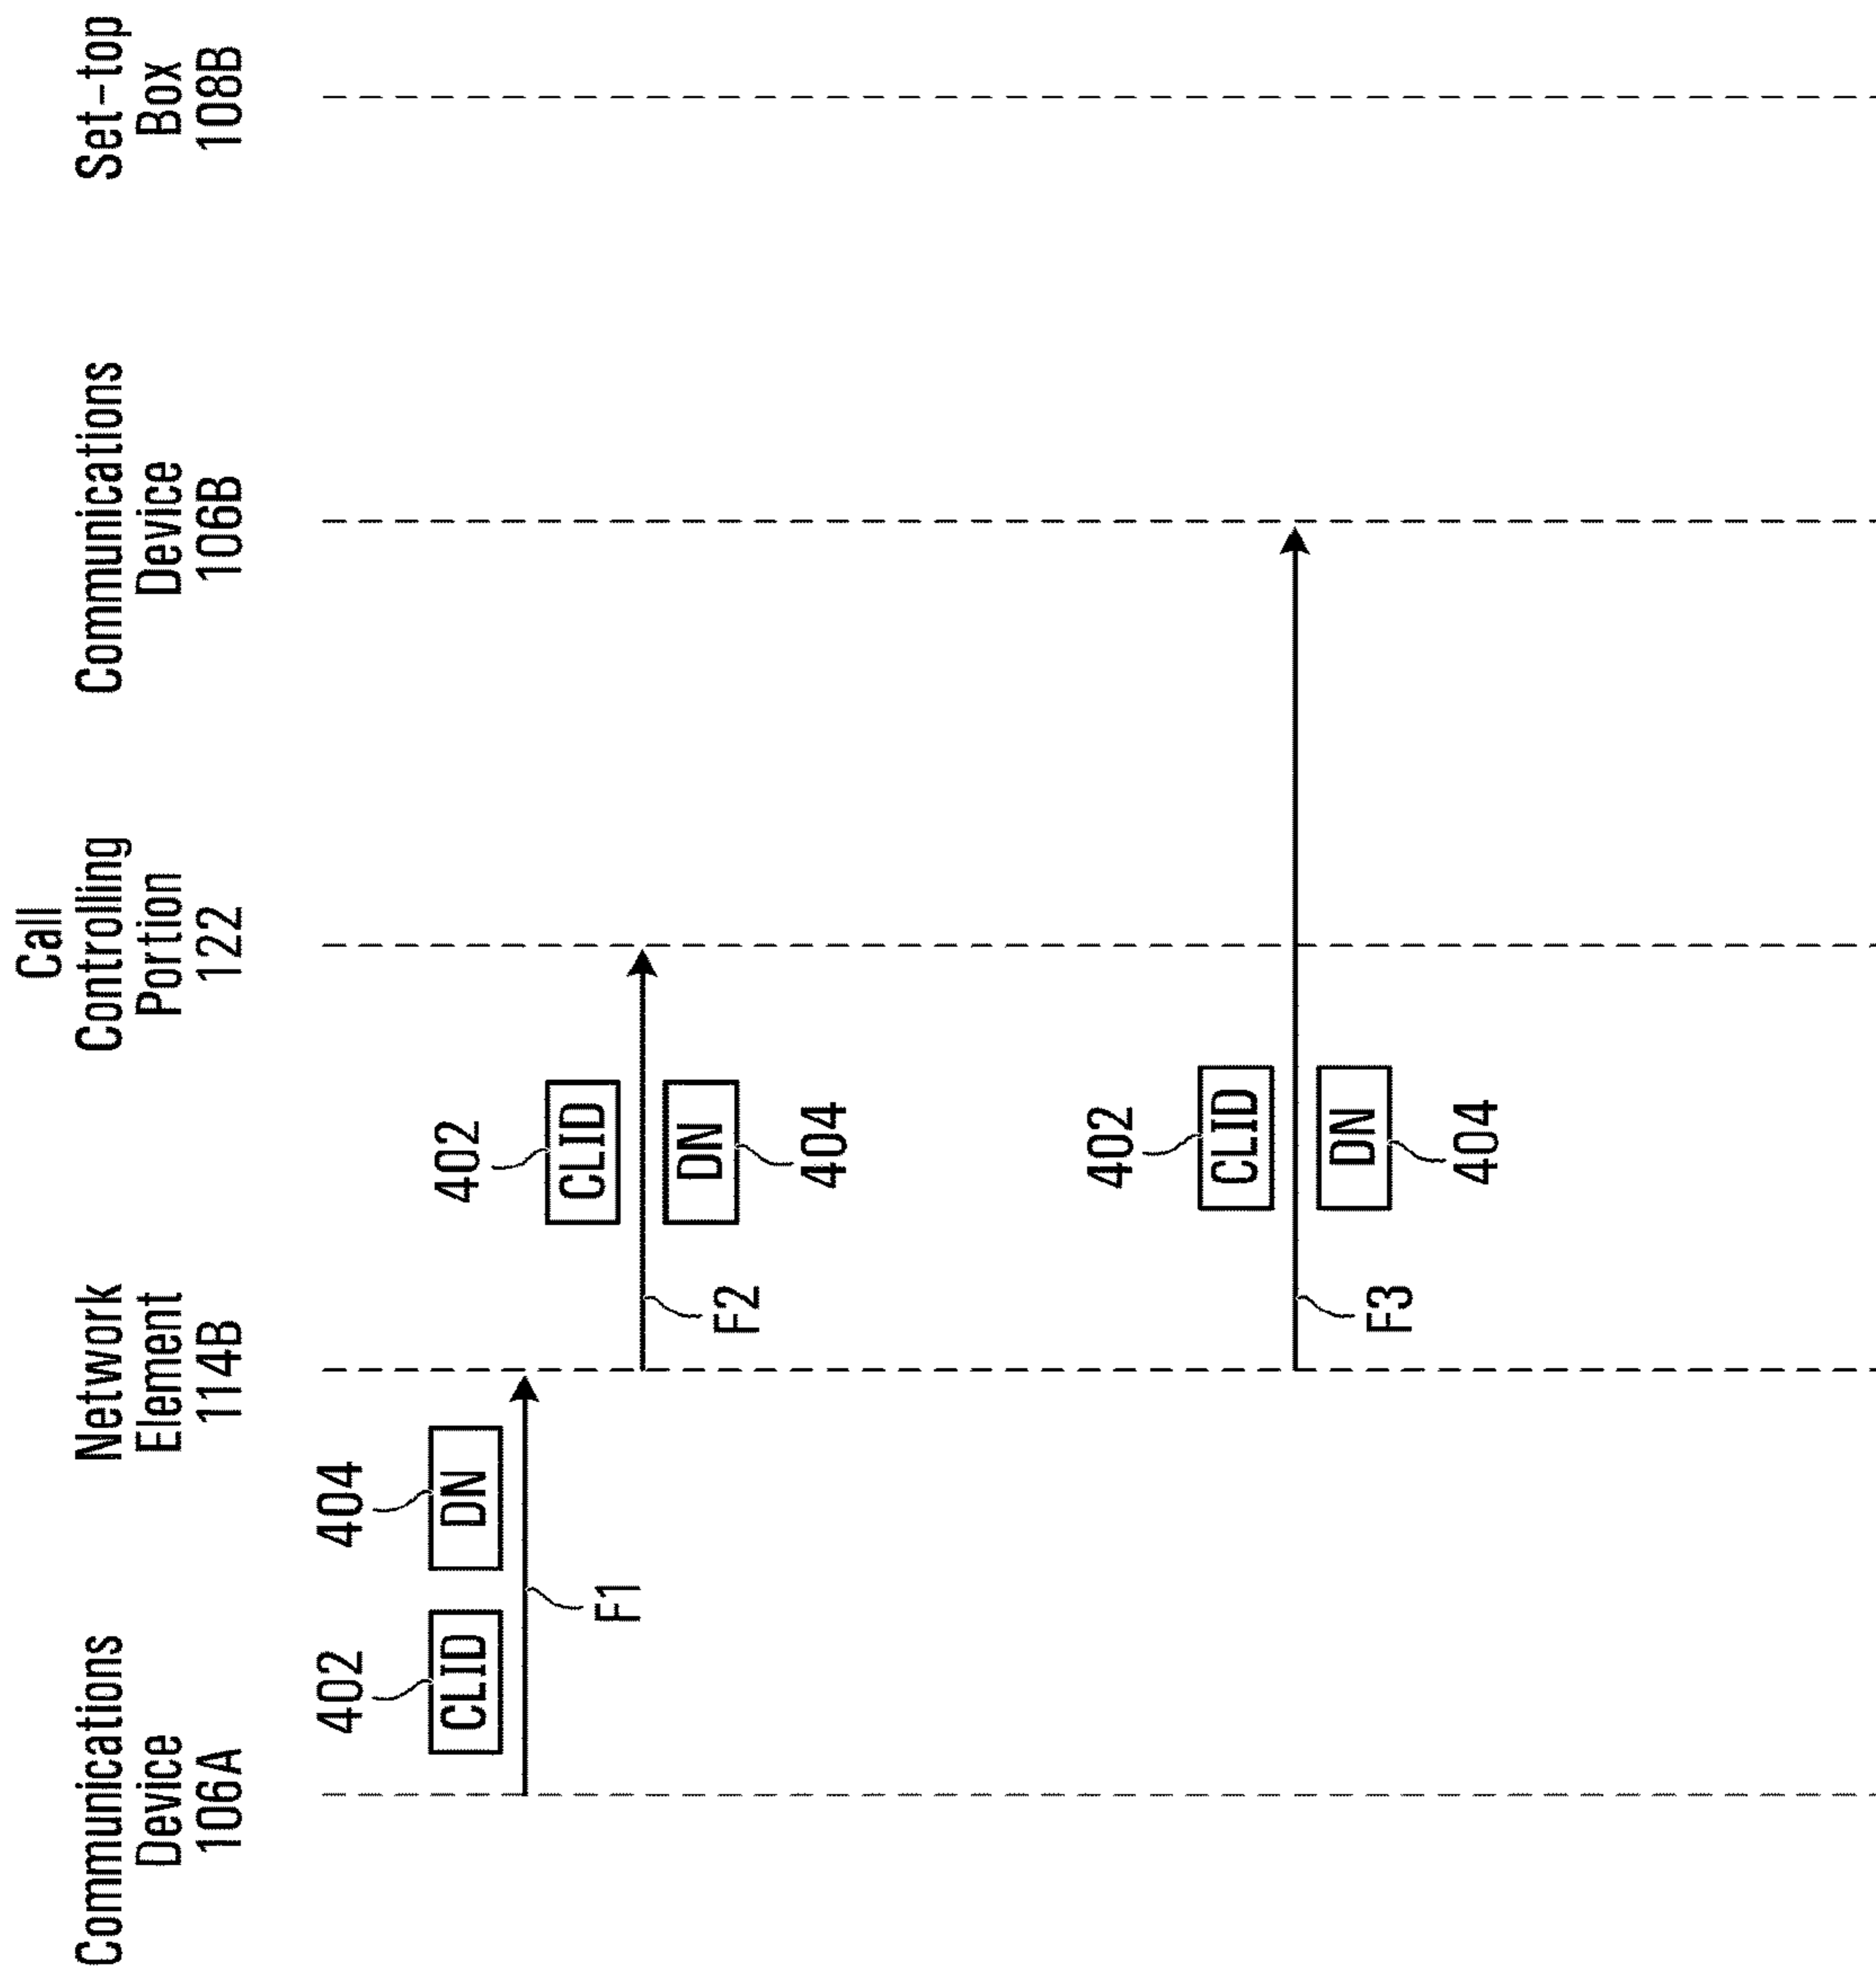 Communications
Device
106A
Network
Element
114B
Call
Controlling
Portion
122
Communications
Device
106B
Set-top
Box
108B
402
404
CLID
DN
F1
402
CLID
DN
404
F2
402
CLID
DN
404
F3